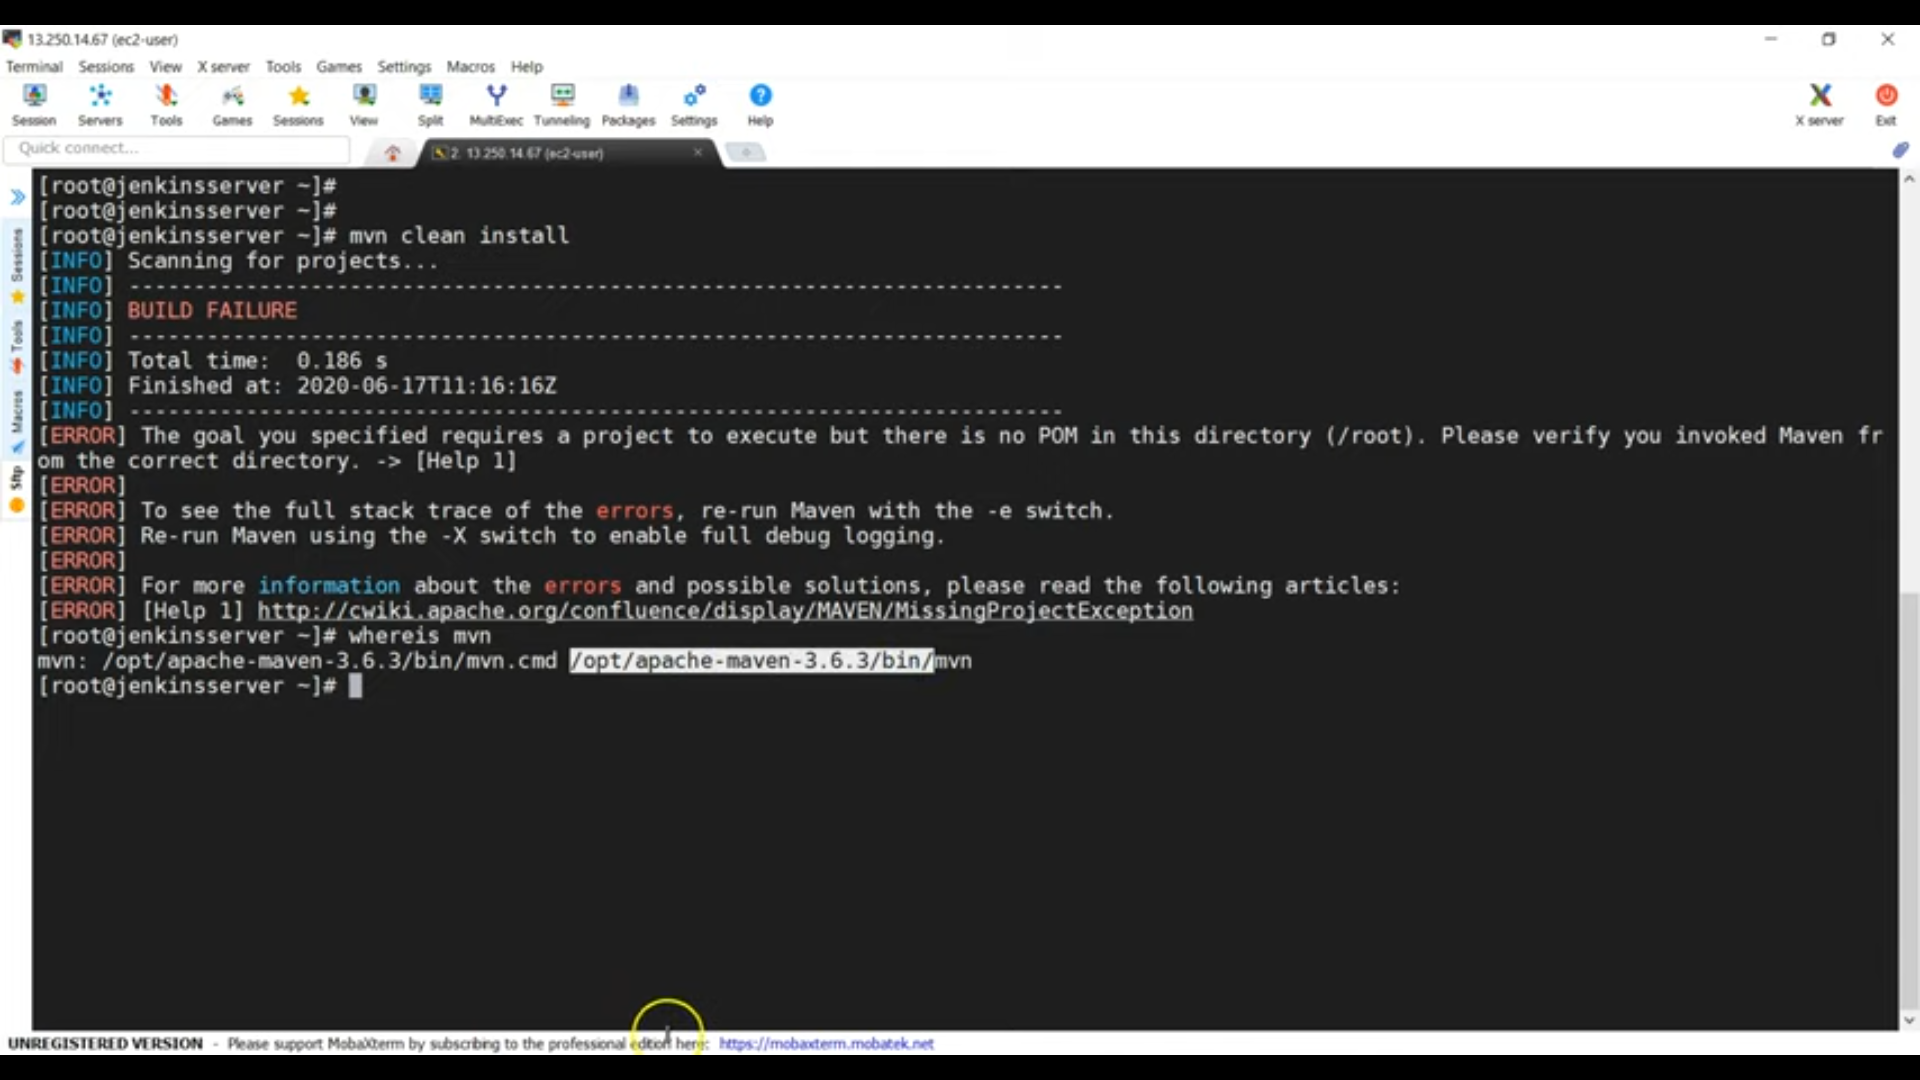 13.250.14.67 (ec2-user)
Terminal Sessions View X server Tools Games Settings Macros Help
Session Servers Tools Games Sessions View Split MultiExec Tunneling Packages Settings Help X server Exit
Quick connect...
2. 13.250.14.67 (ec2-user)
Sessions
Tools
Macros
Sftp
[root@jenkinsserver ~]#
[root@jenkinsserver ~]#
[root@jenkinsserver ~]# mvn clean install
[INFO] Scanning for projects...
[INFO] ------------------------------------------------------------------------
[INFO] BUILD FAILURE
[INFO] ------------------------------------------------------------------------
[INFO] Total time:  0.186 s
[INFO] Finished at: 2020-06-17T11:16:16Z
[INFO] ------------------------------------------------------------------------
[ERROR] The goal you specified requires a project to execute but there is no POM in this directory (/root). Please verify you invoked Maven fr
om the correct directory. -> [Help 1]
[ERROR]
[ERROR] To see the full stack trace of the errors, re-run Maven with the -e switch.
[ERROR] Re-run Maven using the -X switch to enable full debug logging.
[ERROR]
[ERROR] For more information about the errors and possible solutions, please read the following articles:
[ERROR] [Help 1] http://cwiki.apache.org/confluence/display/MAVEN/MissingProjectException
[root@jenkinsserver ~]# whereis mvn
mvn: /opt/apache-maven-3.6.3/bin/mvn.cmd /opt/apache-maven-3.6.3/bin/mvn
[root@jenkinsserver ~]#
UNREGISTERED VERSION - Please support MobaXterm by subscribing to the professional edition here: https://mobaxterm.mobatek.net